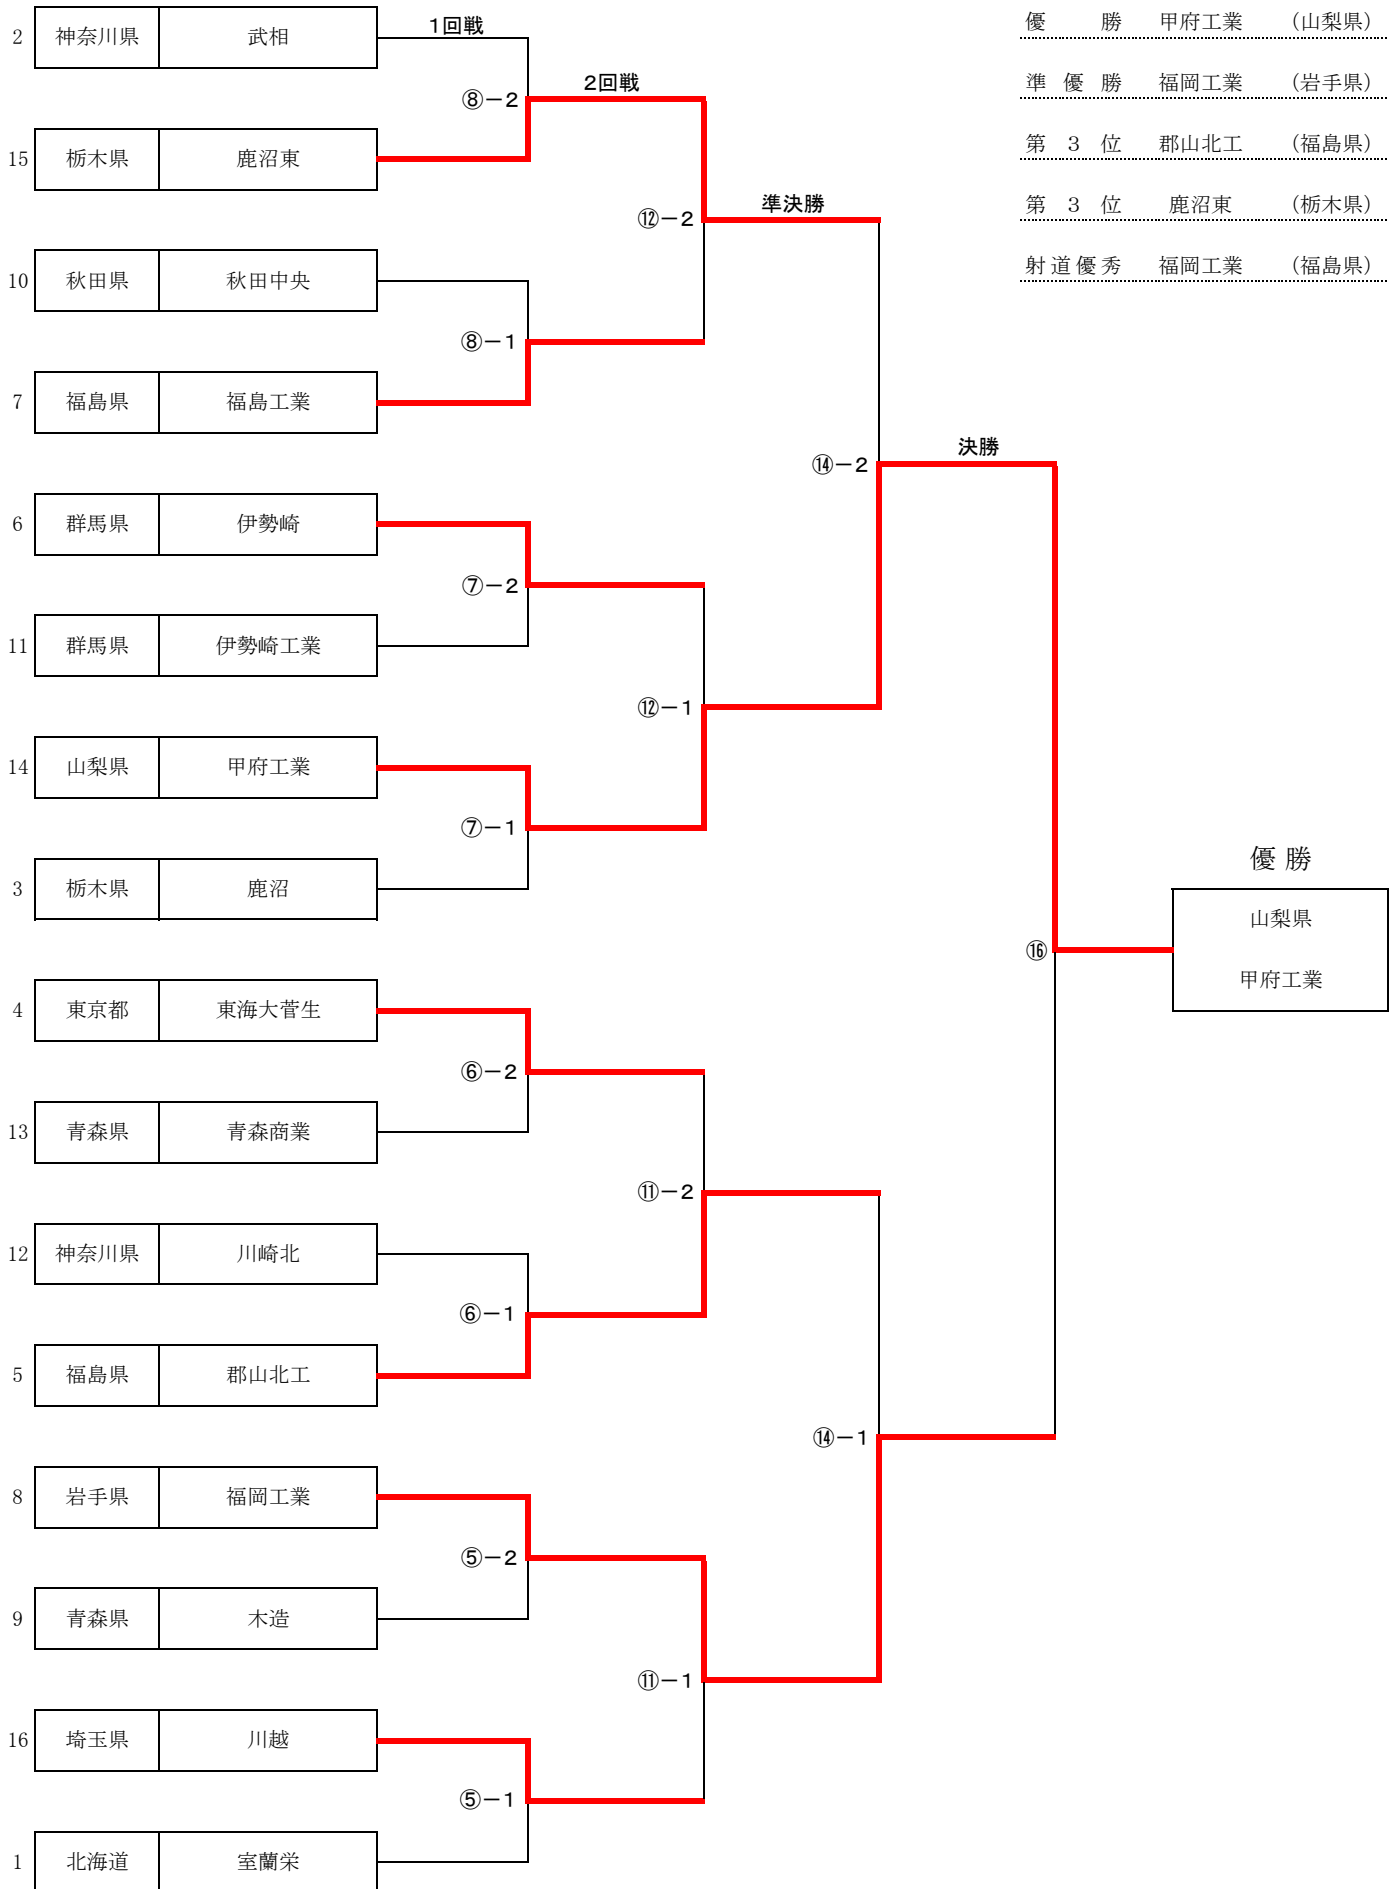 優勝 甲府工業 (山梨県)
準優勝 福岡工業 (岩手県)
第3位 郡山北工 (福島県)
第3位 鹿沼東 (栃木県)
射道優秀 福岡工業 (福島県)
1回戦
2回戦
準決勝
決勝
2 神奈川県 武相
⑧－2
15 栃木県 鹿沼東
⑫－2
10 秋田県 秋田中央
⑧－1
7 福島県 福島工業
⑭－2
6 群馬県 伊勢崎
⑦－2
11 群馬県 伊勢崎工業
⑫－1
14 山梨県 甲府工業
⑦－1
3 栃木県 鹿沼
⑯
優勝
山梨県
甲府工業
4 東京都 東海大菅生
⑥－2
13 青森県 青森商業
⑪－2
12 神奈川県 川崎北
⑥－1
5 福島県 郡山北工
⑭－1
8 岩手県 福岡工業
⑤－2
9 青森県 木造
⑪－1
16 埼玉県 川越
⑤－1
1 北海道 室蘭栄